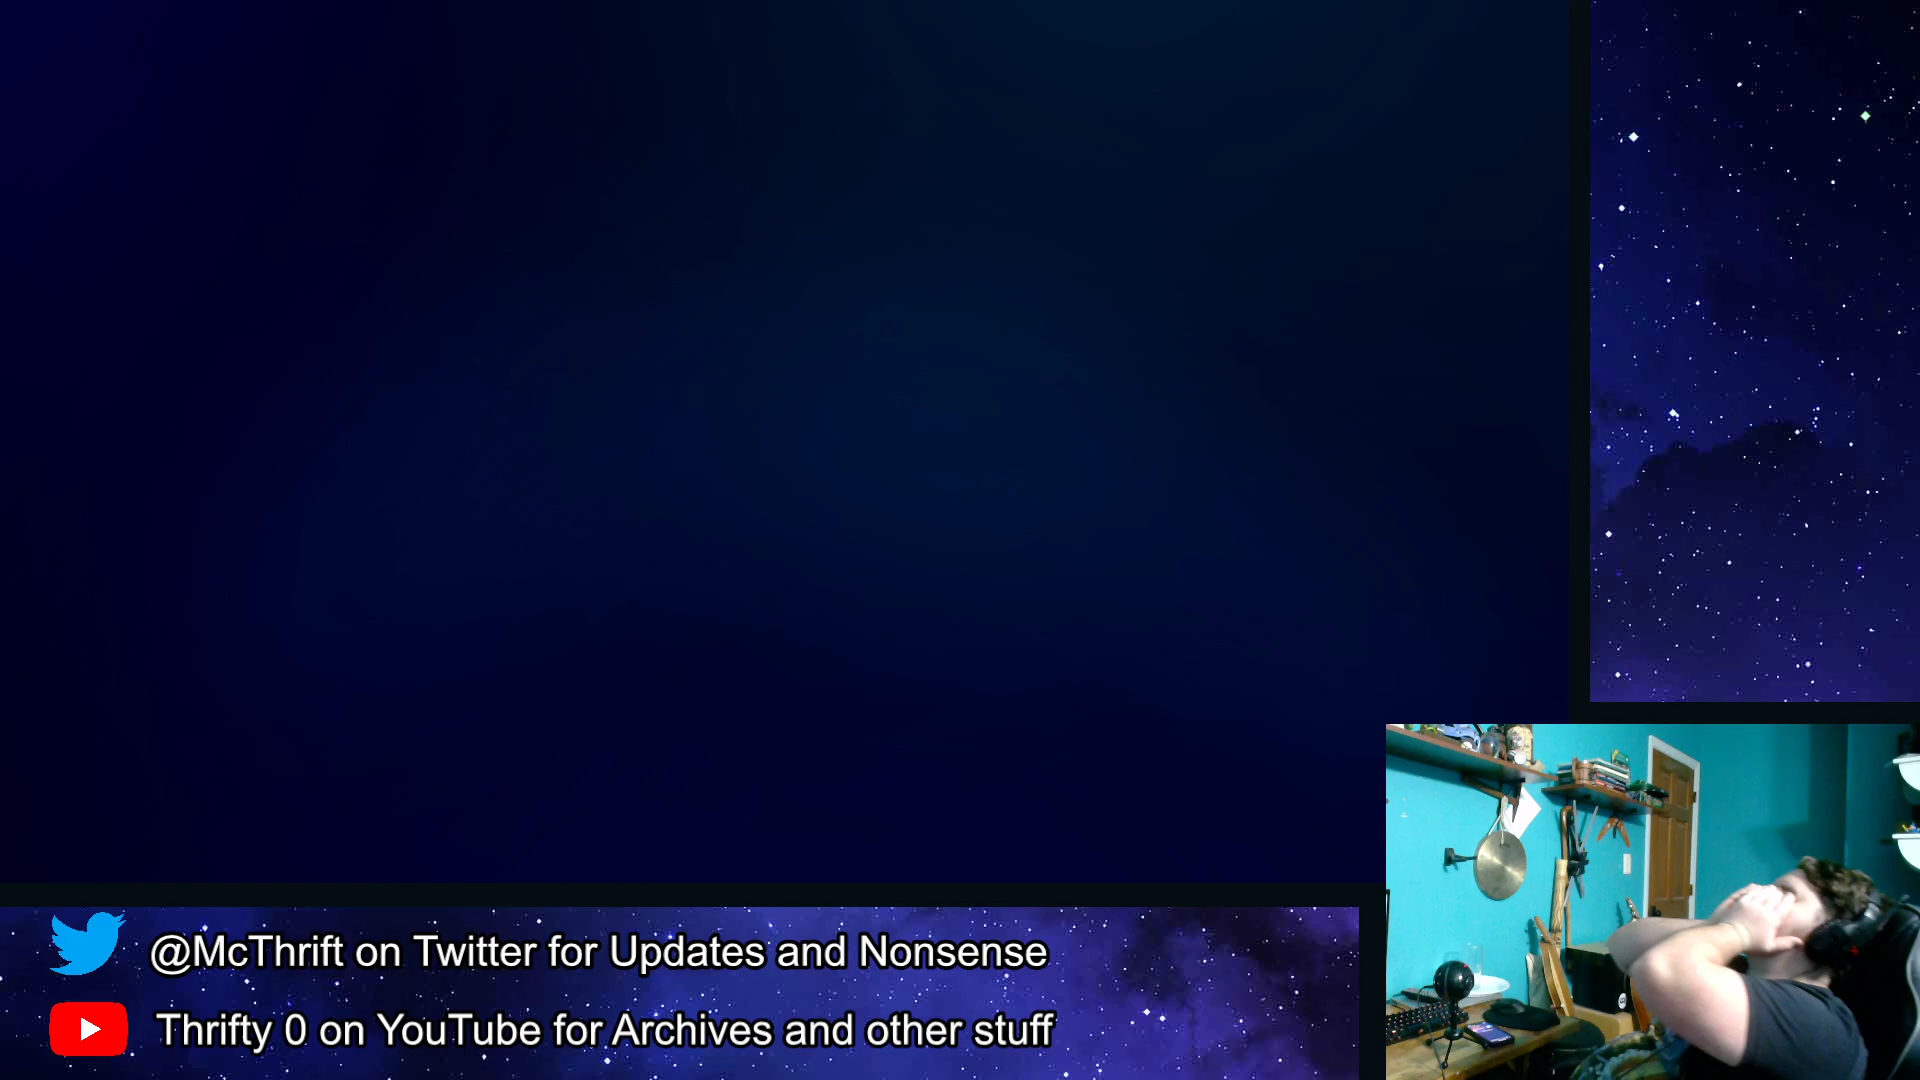 @McThrift on Twitter for Updates and Nonsense
Thrifty 0 on YouTube for Archives and other stuff